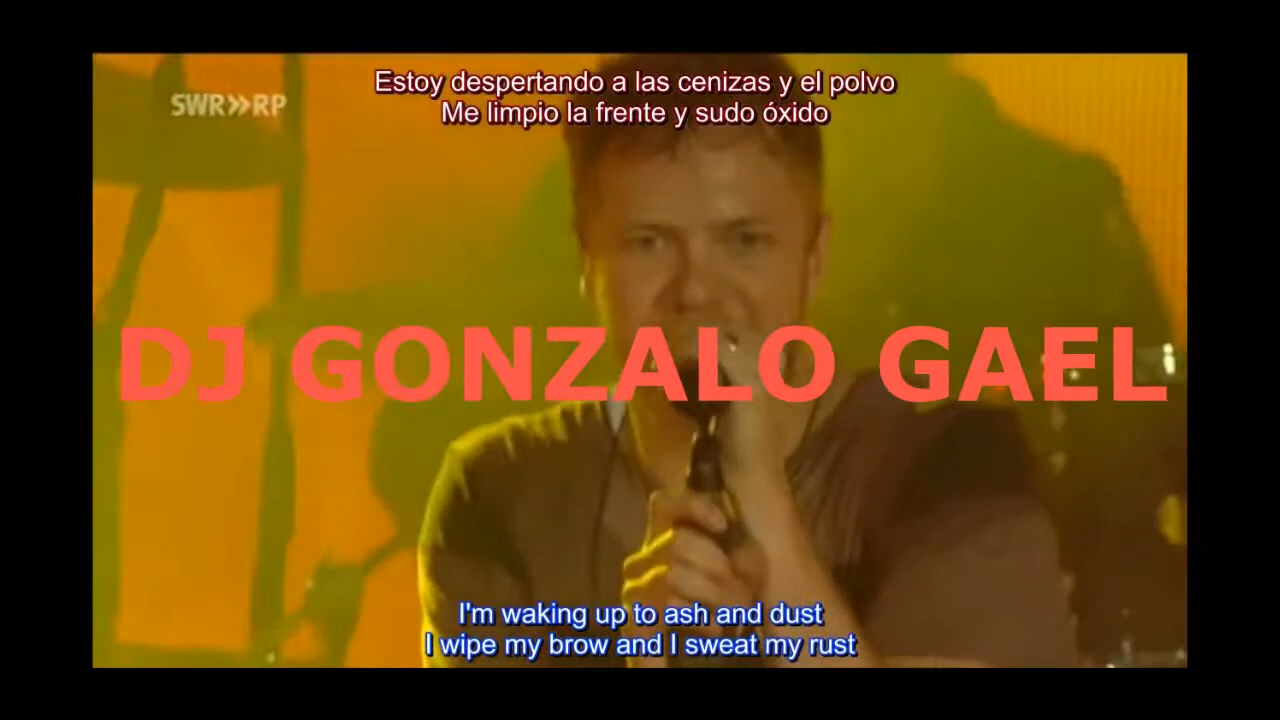 Estoy despertando a las cenizas y el polvo
Me limpio la frente y sudo óxido
SWR»RP
DJ GONZALO GAEL
I'm waking up to ash and dust
I wipe my brow and I sweat my rust